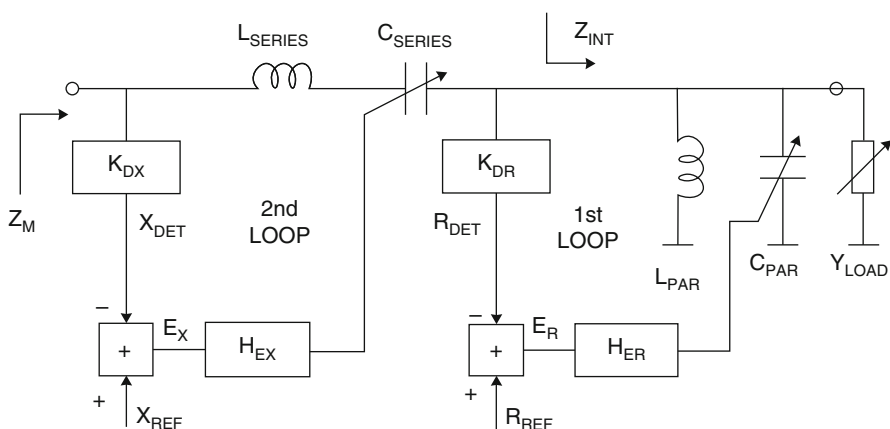 L_SERIES
C_SERIES
Z_INT
K_DX
K_DR
Z_M
X_DET
2nd
LOOP
R_DET
1st
LOOP
L_PAR
C_PAR
Y_LOAD
−
+
E_X
H_EX
−
+
E_R
H_ER
+
X_REF
+
R_REF